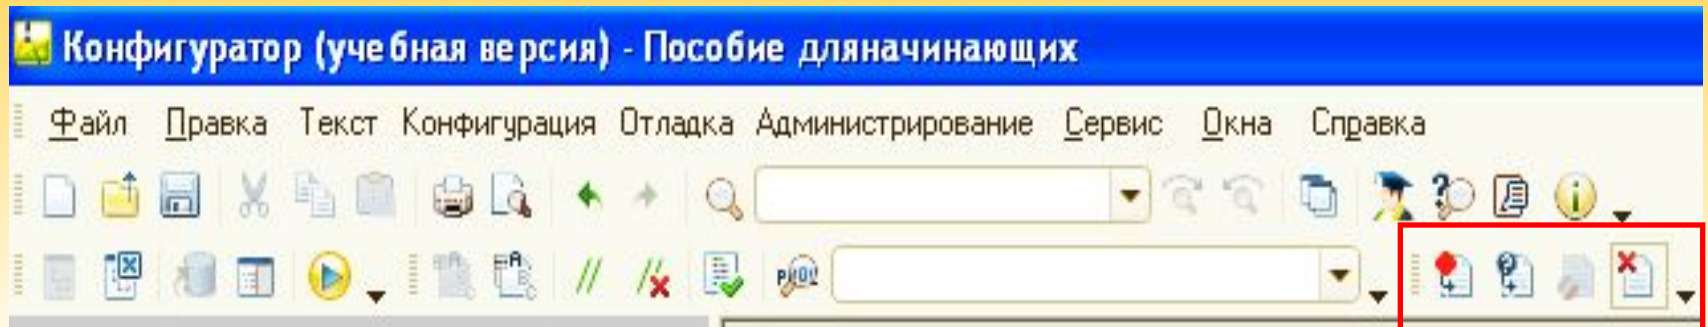 Конфигуратор (учебная версия) - Пособие дляначинающих
Файл Правка Текст Конфигурация Отладка Администрирование Сервис Окна Справка